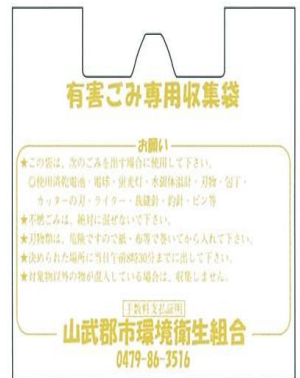 有害ごみ専用収集袋
お願い
★この袋は、次のごみを出す場合に使用して下さい。
◎使用済乾電池・電球・蛍光灯・水銀体温計・刃物・包丁・
カッターの刃・ライター・裁縫針・釣針・ピン等
★不燃ごみは、絶対に混ぜないで下さい。
★刃物類は、危険ですので紙・布等で巻いてから入れて下さい。
★決められた場所に当日午前8時30分までに出して下さい。
★対象物以外の物が混入している場合は、収集しません。
手数料支払証明
山武郡市環境衛生組合
0479-86-3516